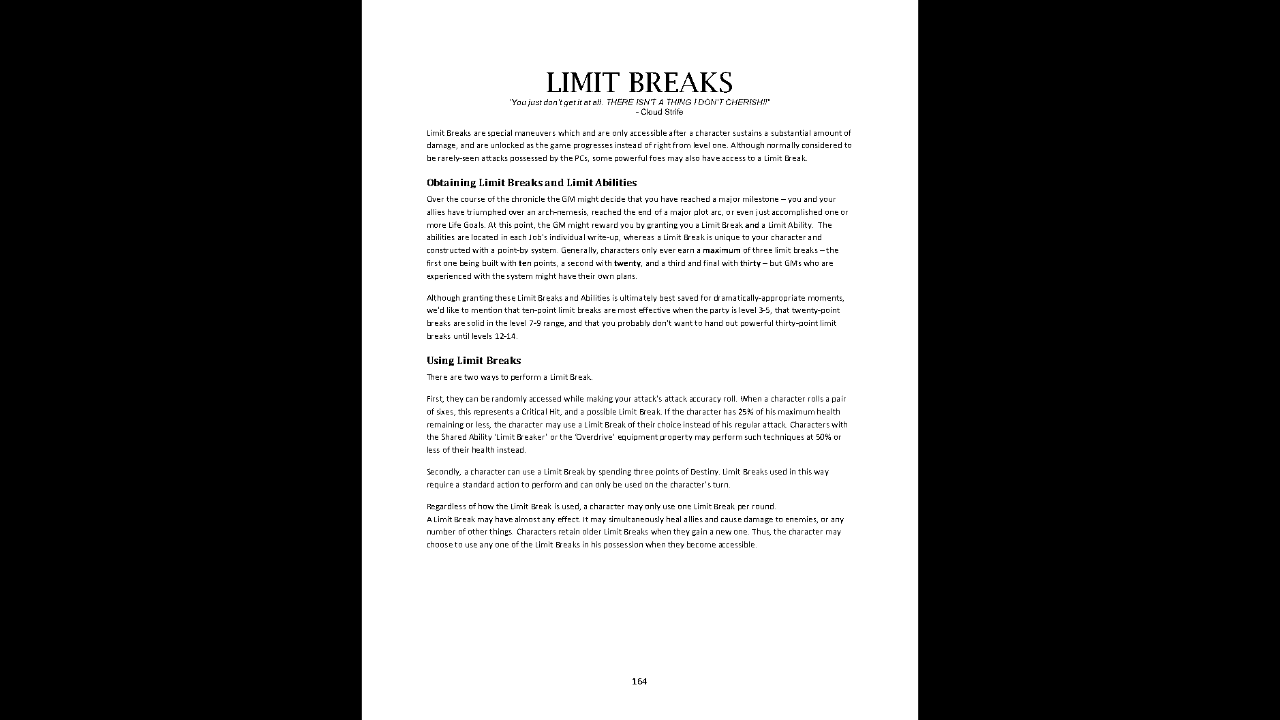 LIMIT BREAKS
"You just don't get it at all. THERE ISN'T A THING I DON'T CHERISH!!"
- Cloud Strife
Limit Breaks are special maneuvers which and are only accessible after a character sustains a substantial amount of
damage, and are unlocked as the game progresses instead of right from level one. Although normally considered to
be rarely-seen attacks possessed by the PCs, some powerful foes may also have access to a Limit Break.
Obtaining Limit Breaks and Limit Abilities
Over the course of the chronicle the GM might decide that you have reached a major milestone – you and your
allies have triumphed over an arch-nemesis, reached the end of a major plot arc, or even just accomplished one or
more Life Goals. At this point, the GM might reward you by granting you a Limit Break and a Limit Ability. The
abilities are located in each Job's individual write-up, whereas a Limit Break is unique to your character and
constructed with a point-by system. Generally, characters only ever earn a maximum of three limit breaks – the
first one being built with ten points, a second with twenty, and a third and final with thirty – but GMs who are
experienced with the system might have their own plans.
Although granting these Limit Breaks and Abilities is ultimately best saved for dramatically-appropriate moments,
we'd like to mention that ten-point limit breaks are most effective when the party is level 3-5, that twenty-point
breaks are solid in the level 7-9 range, and that you probably don't want to hand out powerful thirty-point limit
breaks until levels 12-14.
Using Limit Breaks
There are two ways to perform a Limit Break.
First, they can be randomly accessed while making your attack's attack accuracy roll. When a character rolls a pair
of sixes, this represents a Critical Hit, and a possible Limit Break. If the character has 25% of his maximum health
remaining or less, the character may use a Limit Break of their choice instead of his regular attack. Characters with
the Shared Ability 'Limit Breaker' or the 'Overdrive' equipment property may perform such techniques at 50% or
less of their health instead.
Secondly, a character can use a Limit Break by spending three points of Destiny. Limit Breaks used in this way
require a standard action to perform and can only be used on the character's turn.
Regardless of how the Limit Break is used, a character may only use one Limit Break per round.
A Limit Break may have almost any effect. It may simultaneously heal allies and cause damage to enemies, or any
number of other things. Characters retain older Limit Breaks when they gain a new one. Thus, the character may
choose to use any one of the Limit Breaks in his possession when they become accessible.
164